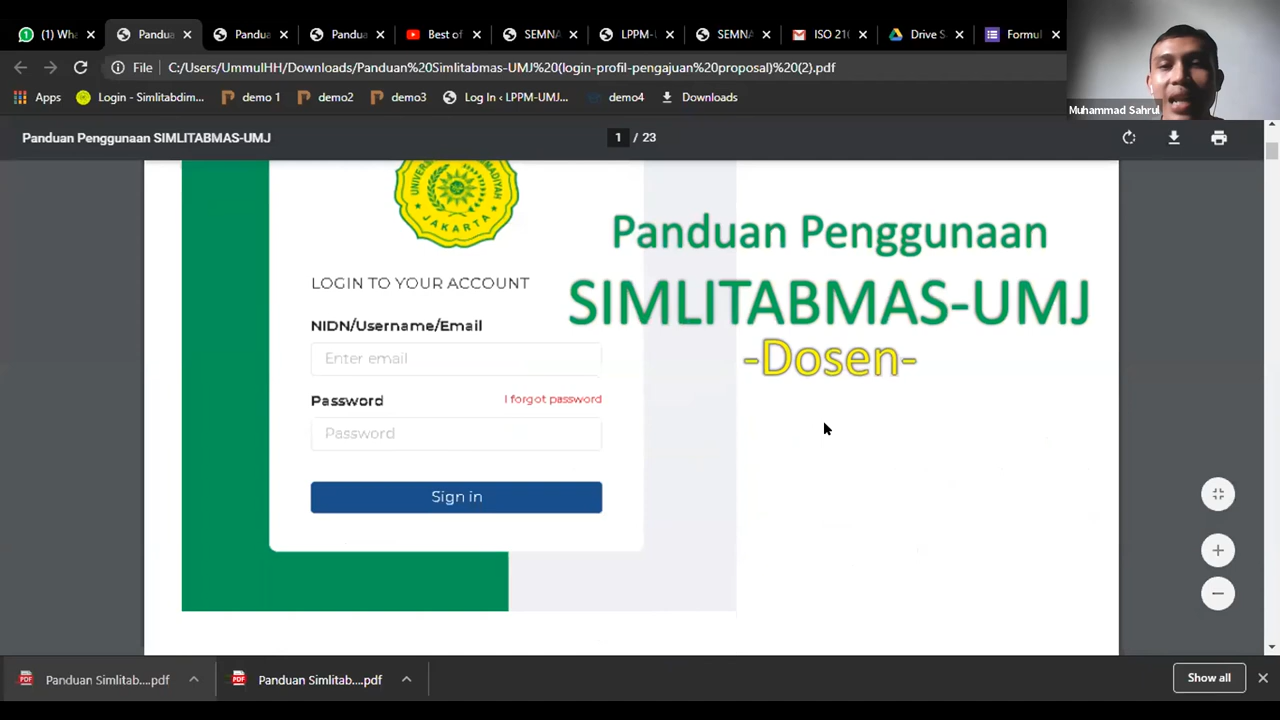 (1) Wha
Pandua
Pandua
Pandua
Best of
SEMNA
LPPM-U
SEMNA
ISO 210
Drive S
Formul
File
C:/Users/UmmulHH/Downloads/Panduan%20Simlitabmas-UMJ%20(login-profil-pengajuan%20proposal)%20(2).pdf
Apps
Login - Simlitabdim...
demo 1
demo2
demo3
Log In ‹ LPPM-UMJ...
demo4
Downloads
Muhammad Sahrul
Panduan Penggunaan SIMLITABMAS-UMJ
1 / 23
JAKARTA
LOGIN TO YOUR ACCOUNT
NIDN/Username/Email
Enter email
Password
I forgot password
Password
Sign in
Panduan Penggunaan
SIMLITABMAS-UMJ
-Dosen-
Panduan Simlitab....pdf
Panduan Simlitab....pdf
Show all